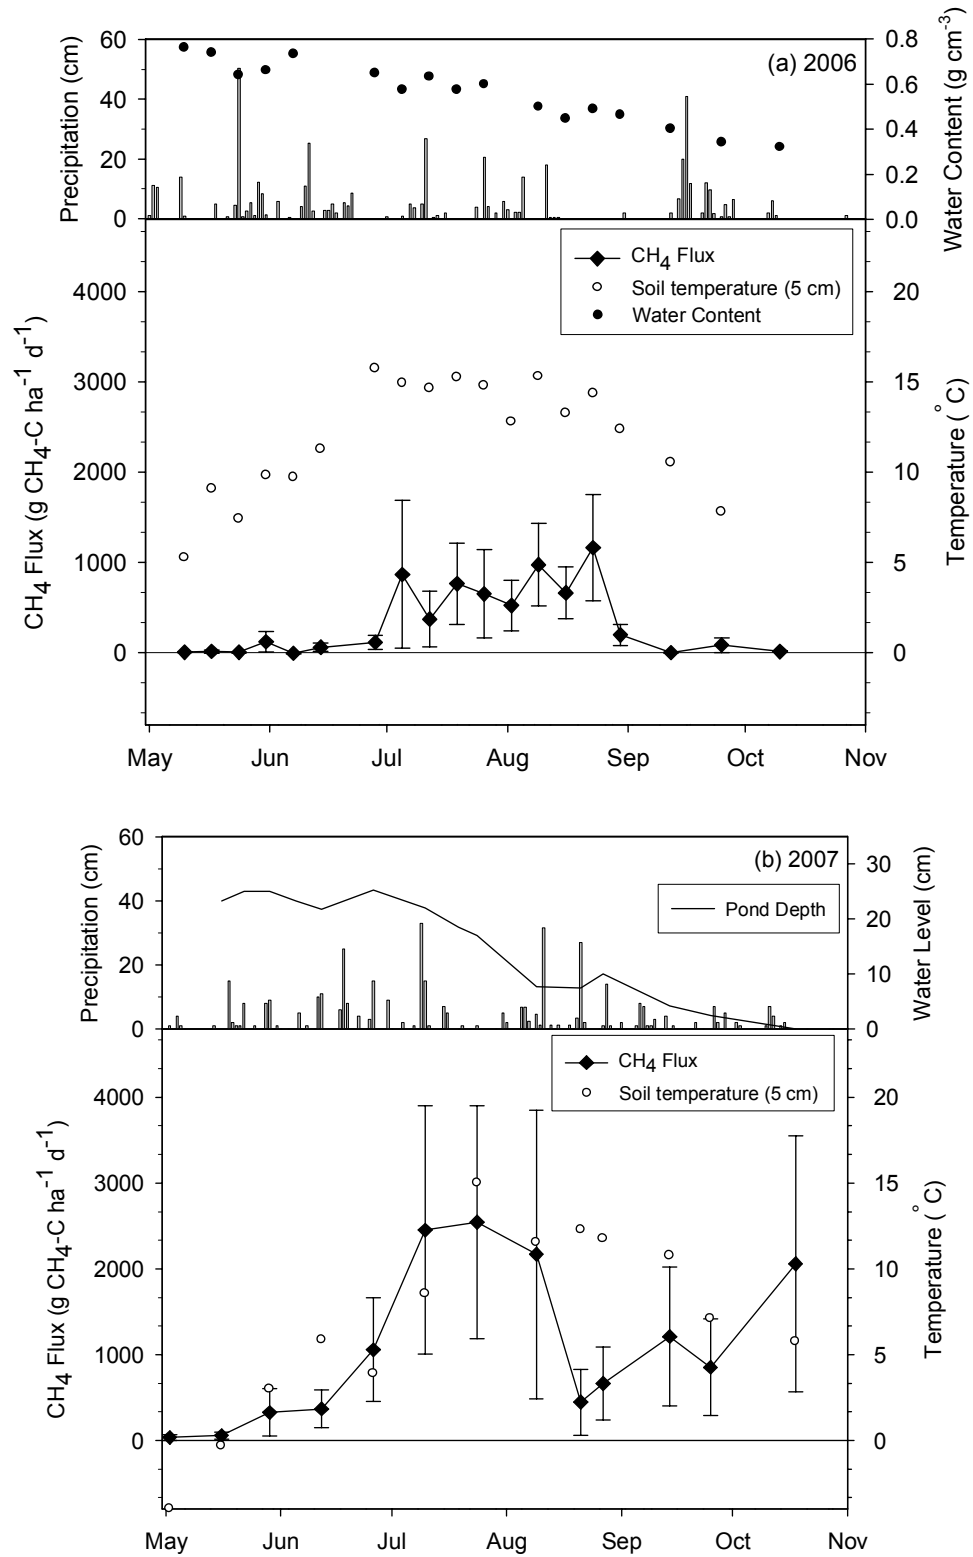 (a) 2006
Precipitation (cm)
60
40
20
0
Water Content (g cm-3)
0.8
0.6
0.4
0.2
0.0
CH4 Flux
Soil temperature (5 cm)
Water Content
CH4 Flux (g CH4-C ha-1 d-1)
4000
3000
2000
1000
0
Temperature (°C)
20
15
10
5
0
May Jun Jul Aug Sep Oct Nov
(b) 2007
Precipitation (cm)
60
40
20
0
Water Level (cm)
30
20
10
0
Pond Depth
CH4 Flux
Soil temperature (5 cm)
CH4 Flux (g CH4-C ha-1 d-1)
4000
3000
2000
1000
0
Temperature (°C)
20
15
10
5
0
May Jun Jul Aug Sep Oct Nov